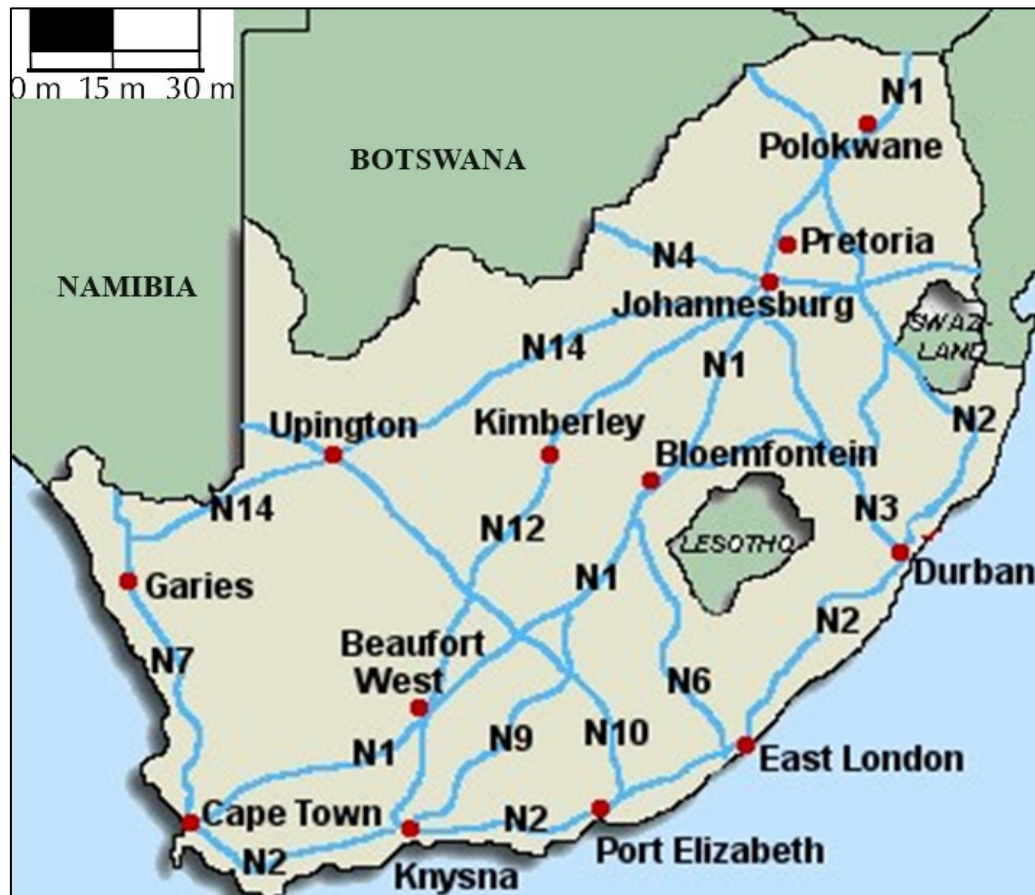 0 m 15 m 30 m
N1
Polokwane
BOTSWANA
Pretoria
N4
NAMIBIA
Johannesburg
SWAZI-
LAND
N14
N1
Upington
Kimberley
N2
Bloemfontein
N14
N12
N3
LESOTHO
Durban
N1
Garies
N2
Beaufort
West
N7
N6
N9
N10
N1
East London
Cape Town
N2
N2
Port Elizabeth
Knysna